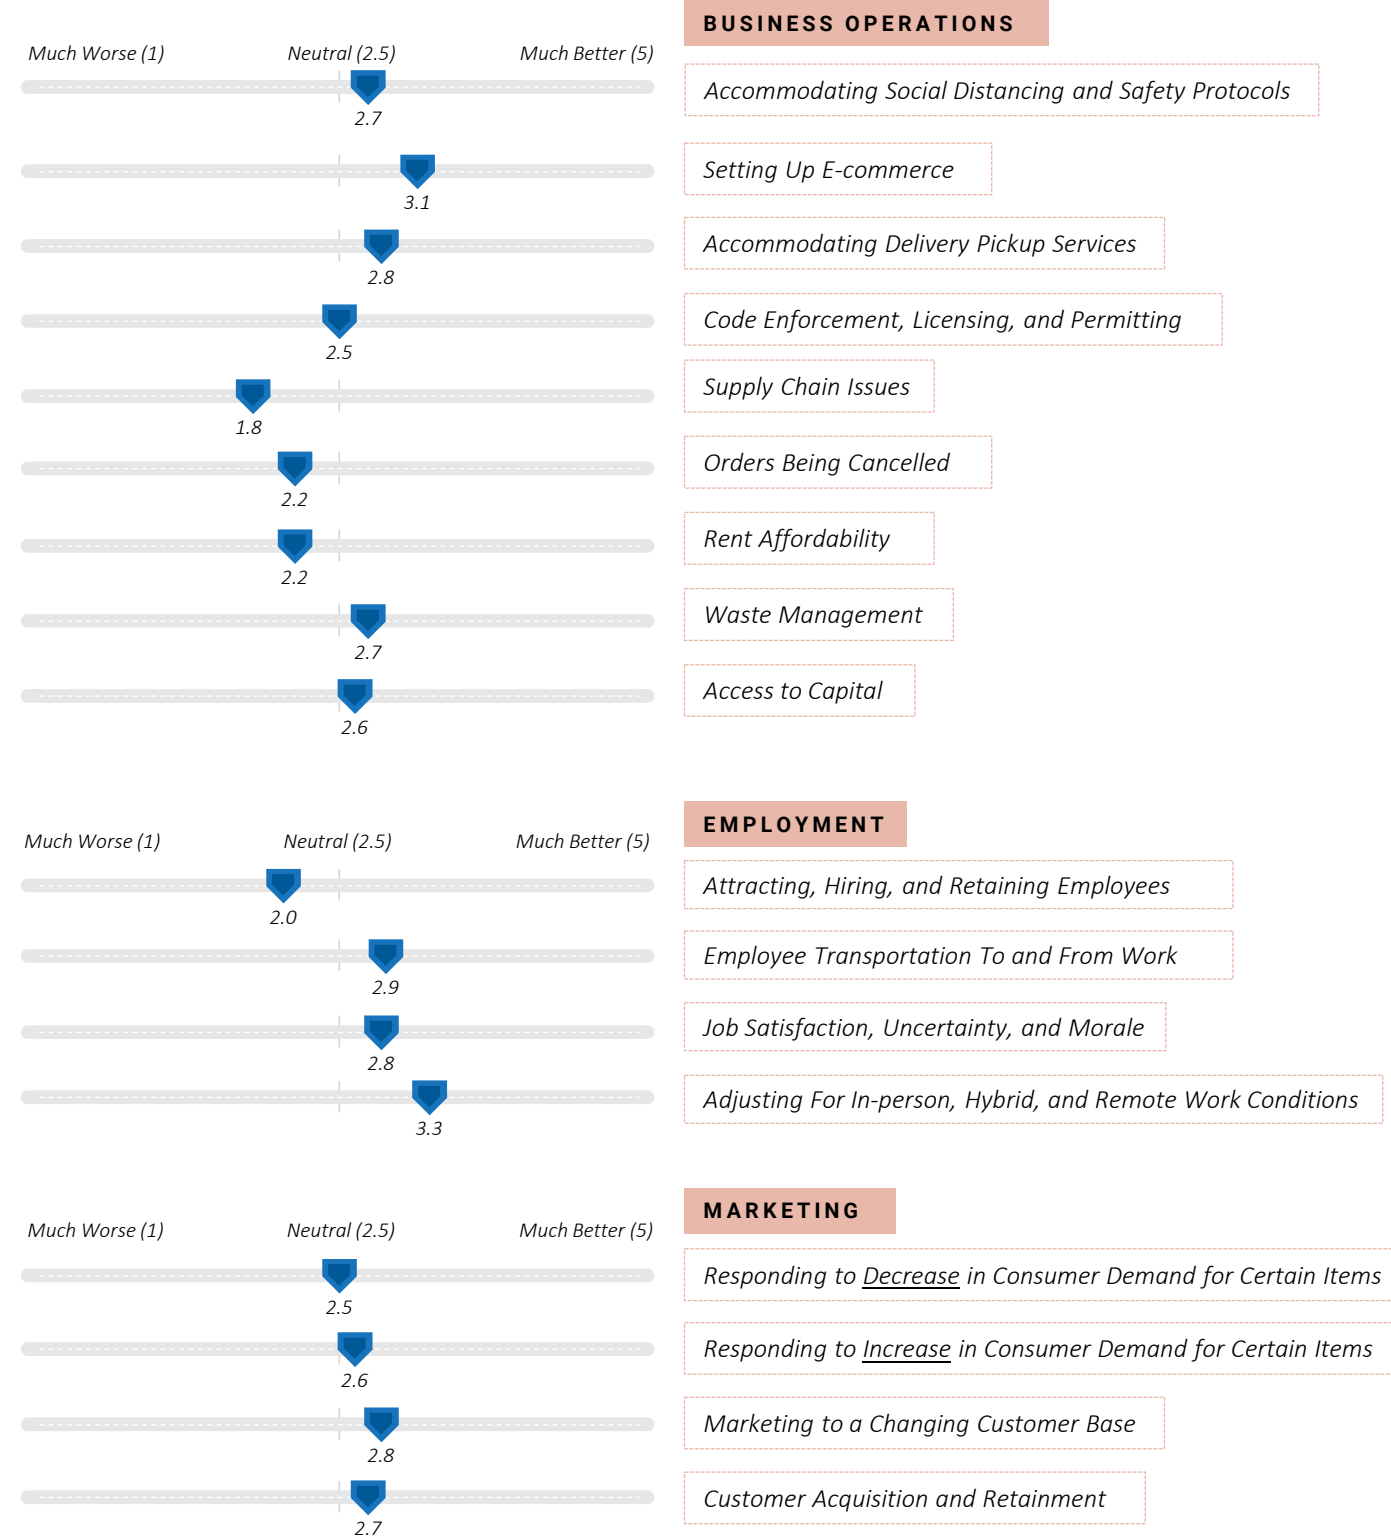 BUSINESS OPERATIONS
Much Worse (1) Neutral (2.5) Much Better (5)
Accommodating Social Distancing and Safety Protocols
2.7
Setting Up E-commerce
3.1
Accommodating Delivery Pickup Services
2.8
Code Enforcement, Licensing, and Permitting
2.5
Supply Chain Issues
1.8
Orders Being Cancelled
2.2
Rent Affordability
2.2
Waste Management
2.7
Access to Capital
2.6
EMPLOYMENT
Much Worse (1) Neutral (2.5) Much Better (5)
Attracting, Hiring, and Retaining Employees
2.0
Employee Transportation To and From Work
2.9
Job Satisfaction, Uncertainty, and Morale
2.8
Adjusting For In-person, Hybrid, and Remote Work Conditions
3.3
MARKETING
Much Worse (1) Neutral (2.5) Much Better (5)
Responding to Decrease in Consumer Demand for Certain Items
2.5
Responding to Increase in Consumer Demand for Certain Items
2.6
Marketing to a Changing Customer Base
2.8
Customer Acquisition and Retainment
2.7